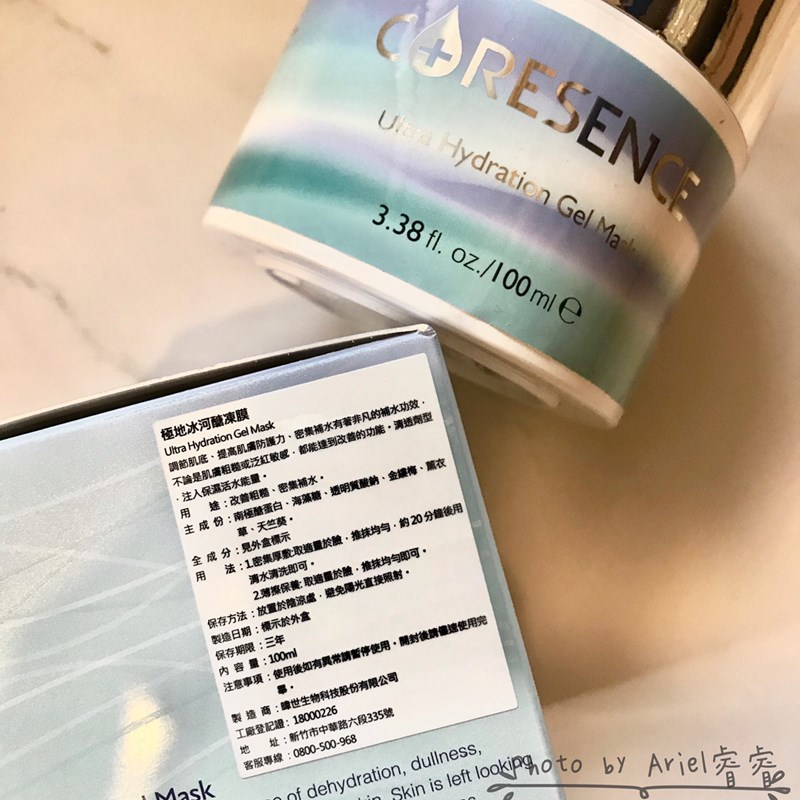 CORESENCE
Ultra Hydration Gel Mask
3.38 fl. oz./100ml e
極地冰河醣凍膜
Ultra Hydration Gel Mask
調節肌底、提高肌膚防護力、密集補水有著非凡的補水功效,
不論是肌膚粗糙或泛紅敏感,都能達到改善的功能。清透劑型
,注入保濕活水能量。
用 途:改善粗糙、密集補水。
主 成 份:南極醣蛋白、海藻糖、透明質酸鈉、金縷梅、薰衣
草、天竺葵。
全 成 分:見外盒標示
用 法:1.密集厚敷:取適量於臉,推抹均勻,約20分鐘後用
清水清洗即可。
2.薄擦保養:取適量於臉,推抹均勻即可。
保存方法:放置於陰涼處,避免陽光直接照射。
製造日期:標示於外盒
保存期限:三年
內 容 量:100ml
注意事項:使用後如有異常請暫停使用。開封後請儘速使用完
畢。
製 造 商:暐世生物科技股份有限公司
工廠登記證:18000226
地 址:新竹市中華路六段335號
客服專線:0800-500-968
Mask
of dehydration, dullness,
Skin is left looking
Photo by Ariel睿睿